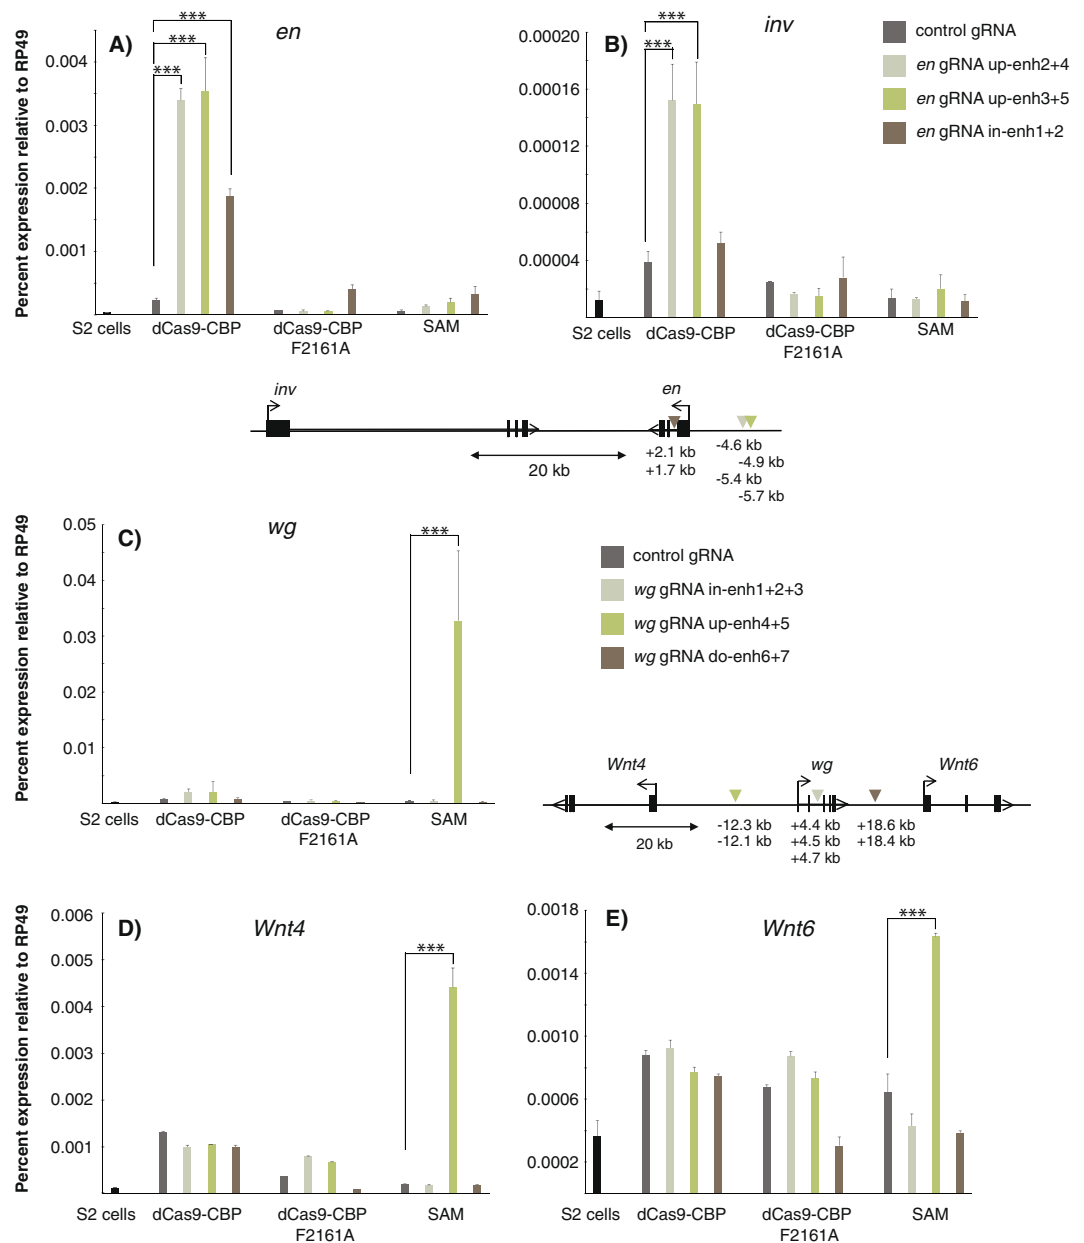 A)
en
***
***
***
Percent expression relative to RP49
0.004
0.003
0.002
0.001
S2 cells
dCas9-CBP
dCas9-CBP
F2161A
SAM
B)
inv
***
***
0.00020
0.00016
0.00012
0.00008
0.00004
S2 cells
dCas9-CBP
dCas9-CBP
F2161A
SAM
control gRNA
en gRNA up-enh2+4
en gRNA up-enh3+5
en gRNA in-enh1+2
inv
en
20 kb
+2.1 kb
+1.7 kb
-4.6 kb
-4.9 kb
-5.4 kb
-5.7 kb
C)
wg
***
Percent expression relative to RP49
0.05
0.04
0.03
0.02
0.01
S2 cells
dCas9-CBP
dCas9-CBP
F2161A
SAM
control gRNA
wg gRNA in-enh1+2+3
wg gRNA up-enh4+5
wg gRNA do-enh6+7
Wnt4
wg
Wnt6
20 kb
-12.3 kb
-12.1 kb
+4.4 kb
+4.5 kb
+4.7 kb
+18.6 kb
+18.4 kb
D)
Wnt4
***
Percent expression relative to RP49
0.006
0.005
0.004
0.003
0.002
0.001
S2 cells
dCas9-CBP
dCas9-CBP
F2161A
SAM
E)
Wnt6
***
0.0018
0.0014
0.0010
0.0006
0.0002
S2 cells
dCas9-CBP
dCas9-CBP
F2161A
SAM